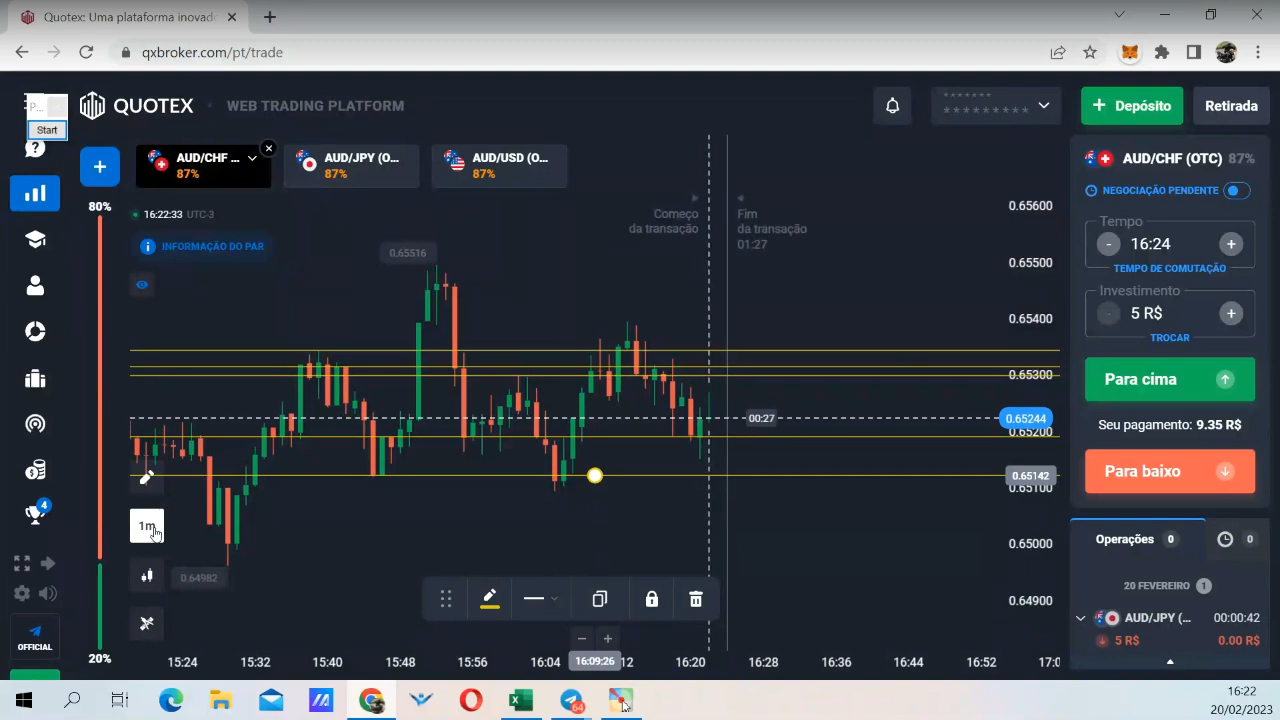 Quotex: Uma plataforma inovad
qxbroker.com/pt/trade
P...
Start
QUOTEX
WEB TRADING PLATFORM
*******
*********
+ Depósito
Retirada
AUD/CHF ...
87%
AUD/JPY (O...
87%
AUD/USD (O...
87%
80%
16:22:33 UTC-3
INFORMAÇÃO DO PAR
Começo
da transação
Fim
da transação
01:27
0.65516
0.64982
00:27
0.65600
0.65500
0.65400
0.65300
0.65244
0.65200
0.65142
0.65100
0.65000
0.64900
1m
20%
15:24
15:32
15:40
15:48
15:56
16:04
16:09:26
12
16:20
16:28
16:36
16:44
16:52
17:0
AUD/CHF (OTC) 87%
NEGOCIAÇÃO PENDENTE
Tempo
- 16:24 +
TEMPO DE COMUTAÇÃO
Investimento
- 5 R$ +
TROCAR
Para cima
Seu pagamento: 9.35 R$
Para baixo
Operações 0
0
20 FEVEREIRO 1
AUD/JPY (... 00:00:42
5 R$ 0.00 R$
4
OFFICIAL
64
16:22
20/02/2023